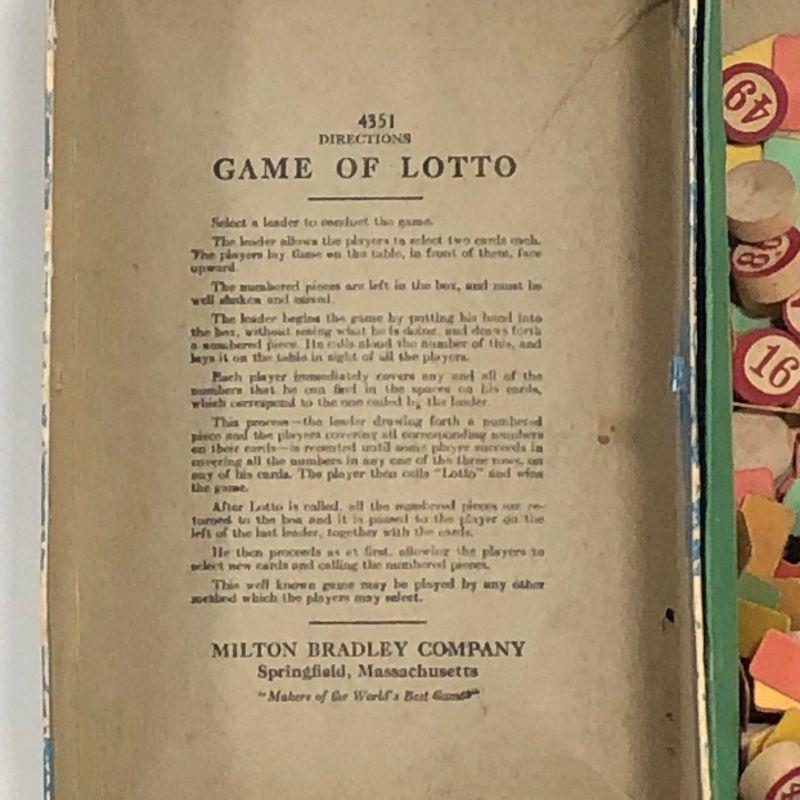 4351
DIRECTIONS
GAME OF LOTTO
Select a leader to conduct the game.
The leader allows the players to select two cards each.
The players lay these on the table, in front of them, face
upward.
The numbered pieces are left in the box, and must be
well shaken and mixed.
The leader begins the game by putting his hand into
the box, without seeing what he is doing, and draws forth
a numbered piece. He calls aloud the number of this, and
lays it on the table in sight of all the players.
Each player immediately covers any and all of the
numbers that he can find in the spaces on his cards,
which correspond to the one called by the leader.
This process—the leader drawing forth a numbered
piece and the players covering all corresponding numbers
on their cards—is repeated until some player succeeds in
covering all the numbers in any one of the three rows, on
any of his cards. The player then calls "Lotto" and wins
the game.
After Lotto is called, all the numbered pieces are re-
turned to the box and it is passed to the player on the
left of the last leader, together with the cards.
He then proceeds as at first, allowing the players to
select new cards and calling the numbered pieces.
This well known game may be played by any other
method which the players may select.
MILTON BRADLEY COMPANY
Springfield, Massachusetts
"Makers of the World's Best Games"
49
16